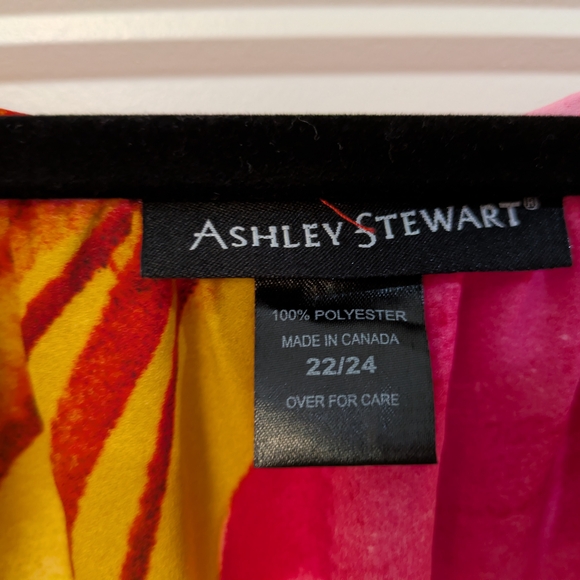 ASHLEY STEWART®
100% POLYESTER
MADE IN CANADA
22/24
OVER FOR CARE